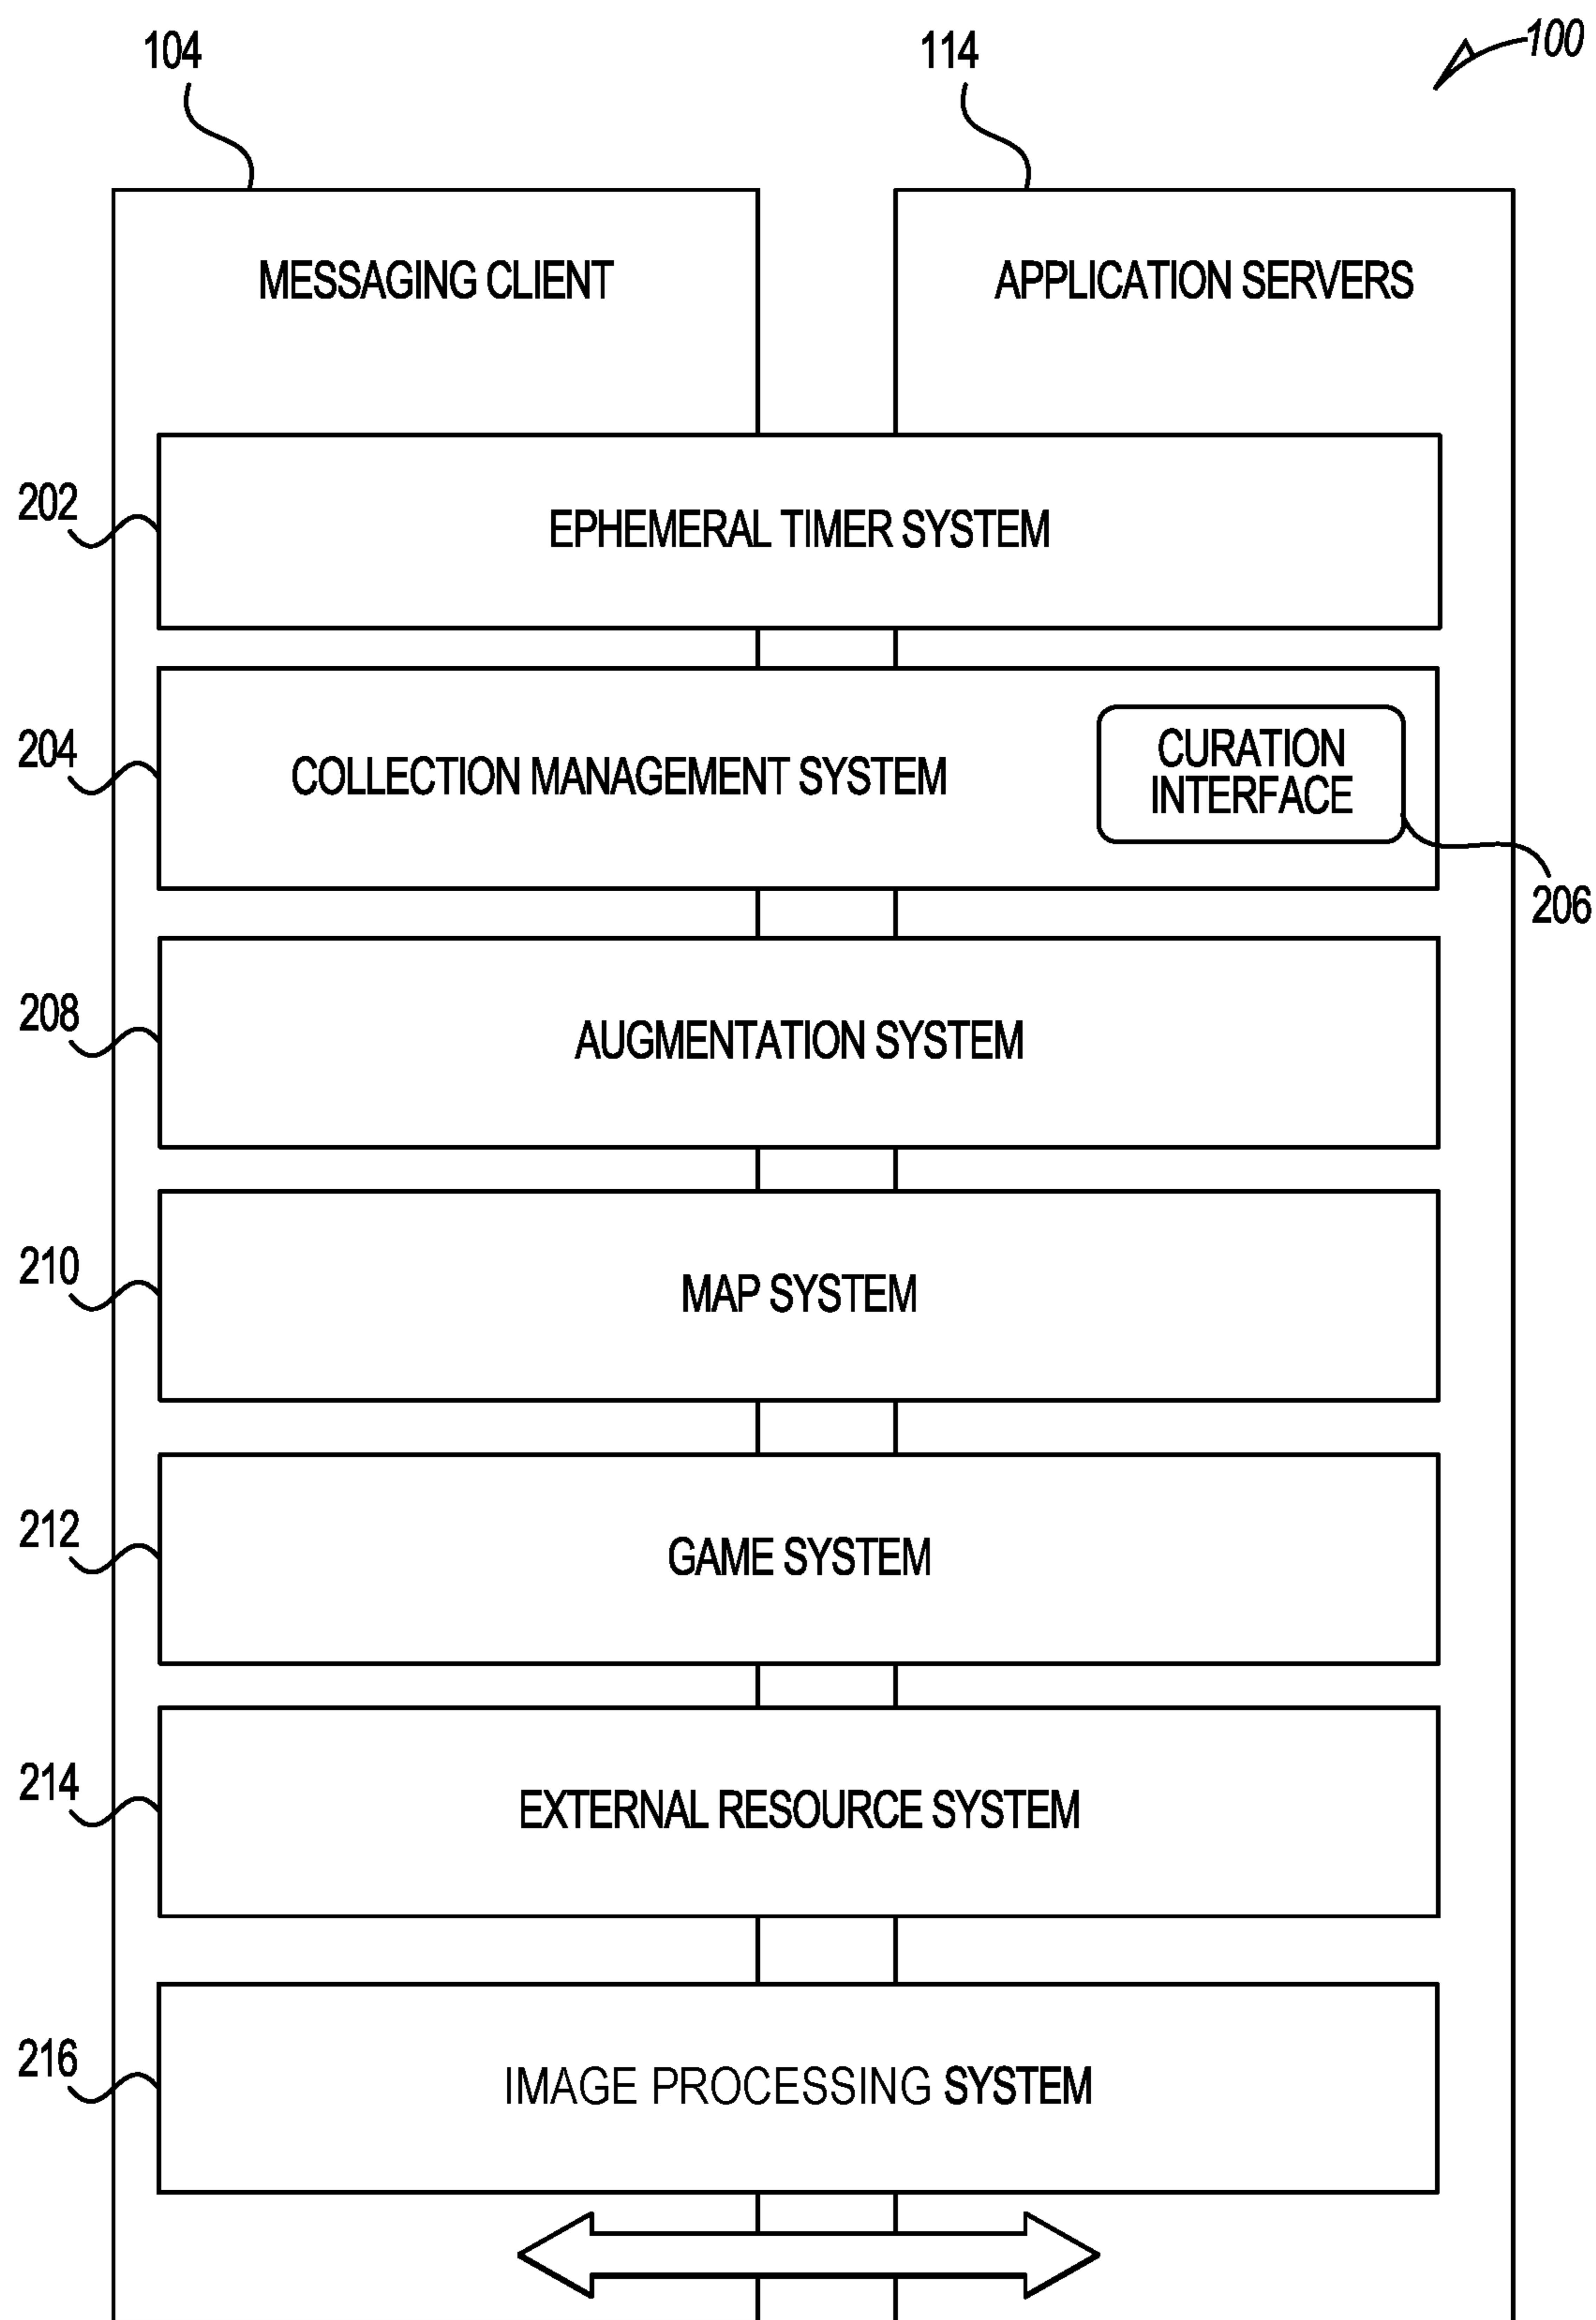 104
114
100
MESSAGING CLIENT
APPLICATION SERVERS
202
EPHEMERAL TIMER SYSTEM
204
COLLECTION MANAGEMENT SYSTEM
CURATION
INTERFACE
206
208
AUGMENTATION SYSTEM
210
MAP SYSTEM
212
GAME SYSTEM
214
EXTERNAL RESOURCE SYSTEM
216
IMAGE PROCESSING SYSTEM